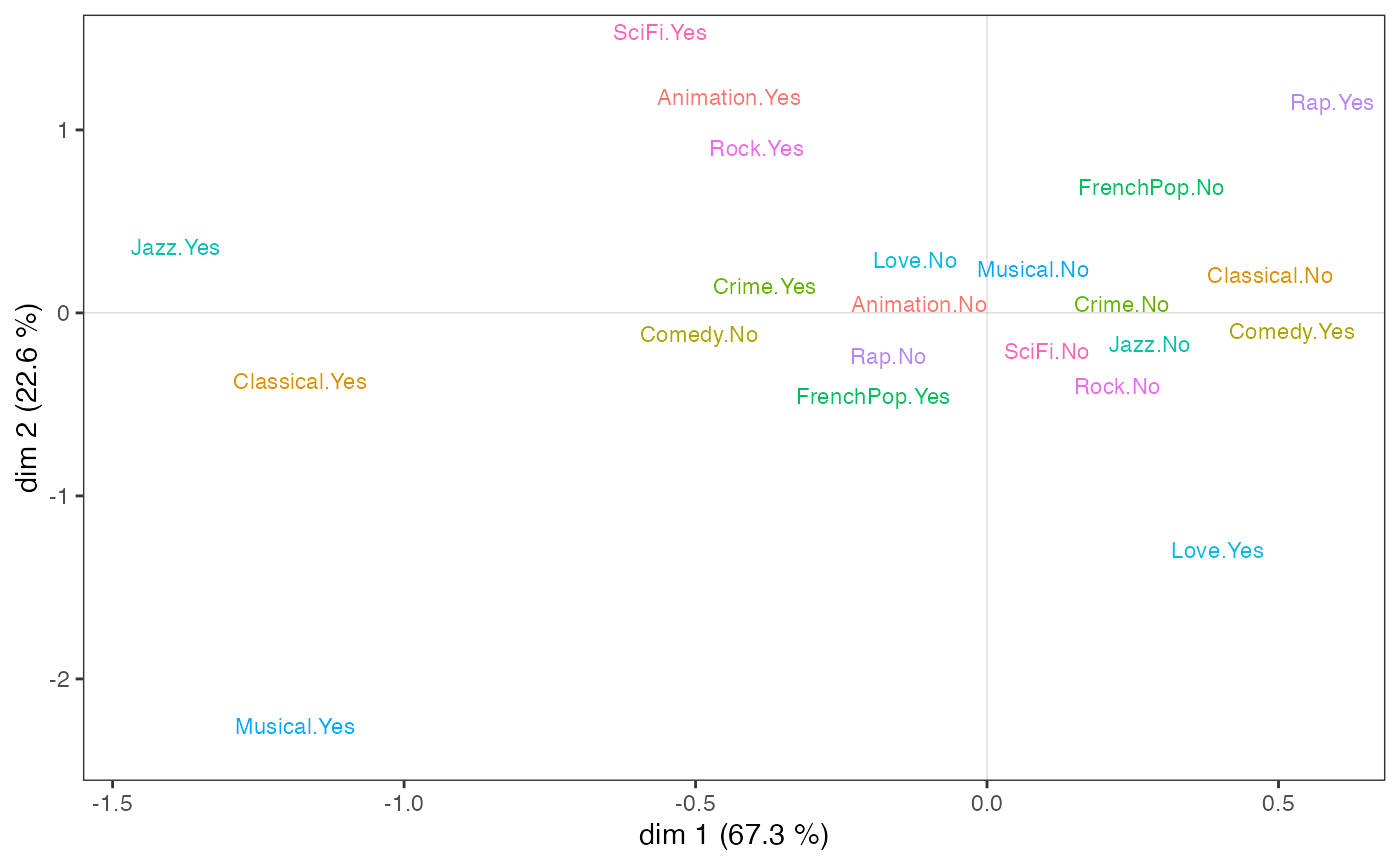 SciFi.Yes
Animation.Yes
Rap.Yes
1
Rock.Yes
FrenchPop.No
Jazz.Yes
Love.No
Musical.No
Classical.No
Crime.Yes
Animation.No
Crime.No
0
Comedy.No
Comedy.Yes
Rap.No
SciFi.No
Jazz.No
Classical.Yes
Rock.No
FrenchPop.Yes
dim 2 (22.6 %)
-1
Love.Yes
-2
Musical.Yes
-1.5 -1.0 -0.5 0.0 0.5
dim 1 (67.3 %)